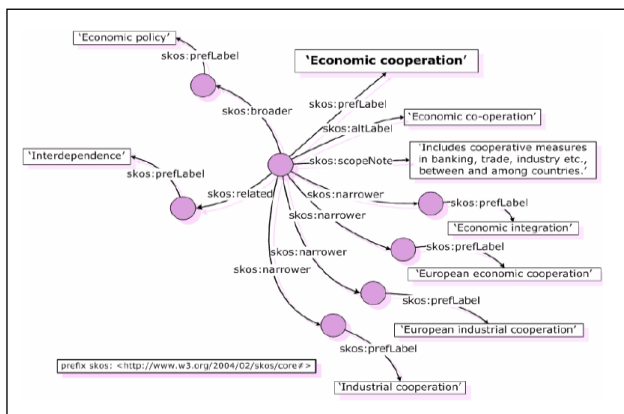 'Economic policy'
skos:prefLabel
'Economic cooperation'
skos:broader
skos:prefLabel
skos:altLabel
'Economic co-operation'
'Interdependence'
skos:prefLabel
skos:scopeNote
'Includes cooperative measures
in banking, trade, industry etc.,
between and among countries.'
skos:related
skos:narrower
skos:prefLabel
'Economic integration'
skos:narrower
skos:prefLabel
'European economic cooperation'
skos:narrower
skos:prefLabel
'European industrial cooperation'
skos:narrower
skos:prefLabel
'Industrial cooperation'
prefix skos: <http://www.w3.org/2004/02/skos/core≠>